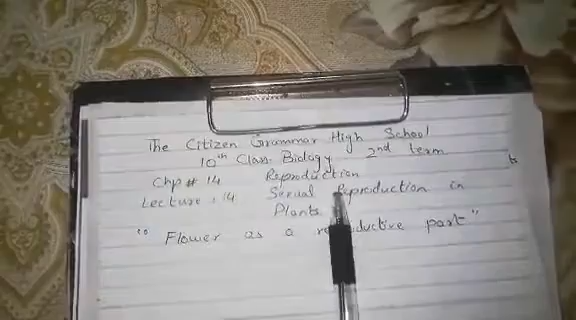 The Citizen Grammar High School
10th Class Biology 2nd term
Chp # 14 Reproduction
Lecture : 14 Sexual Reproduction in
Plants
" Flower as a reproductive part "